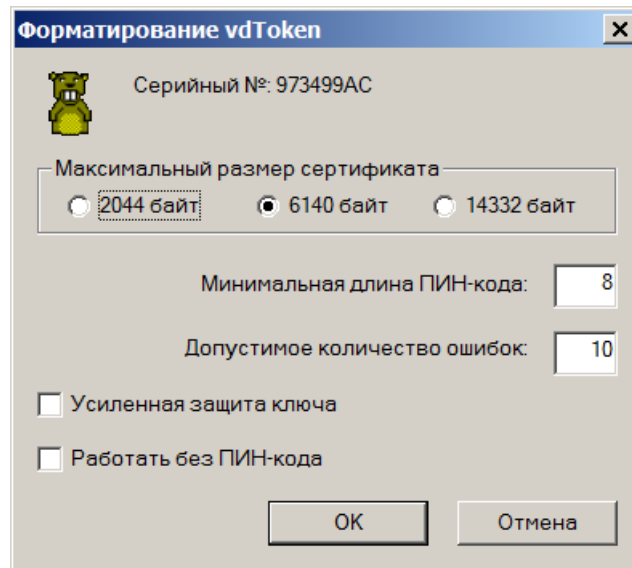 Форматирование vdToken
Серийный №: 973499AC
Максимальный размер сертификата
2044 байт 6140 байт 14332 байт
Минимальная длина ПИН-кода: 8
Допустимое количество ошибок: 10
Усиленная защита ключа
Работать без ПИН-кода
OK Отмена